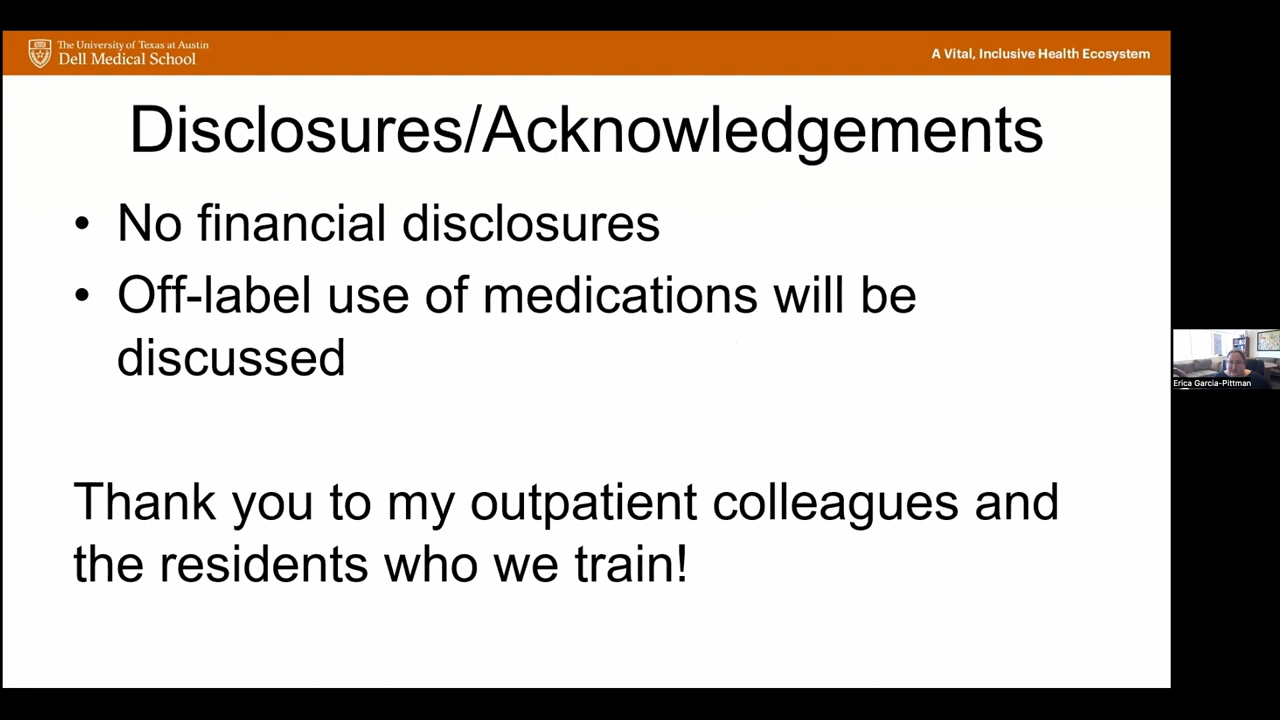 The University of Texas at Austin
Dell Medical School
A Vital, Inclusive Health Ecosystem
Disclosures/Acknowledgements
• No financial disclosures
• Off-label use of medications will be
discussed
Thank you to my outpatient colleagues and
the residents who we train!
Erica Garcia-Pittman